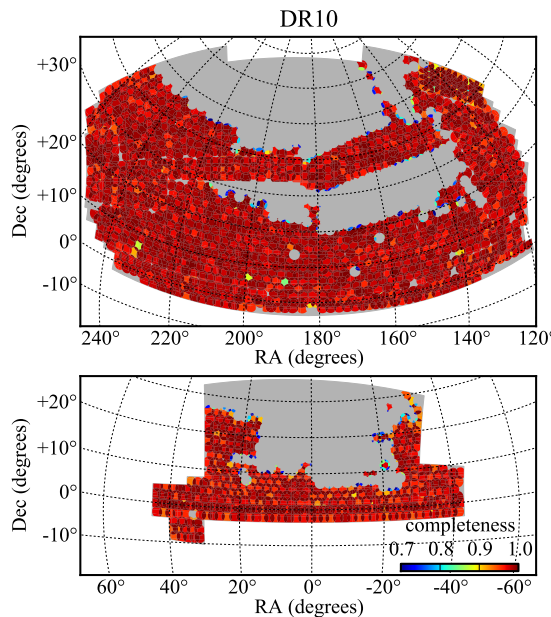 DR10
+30°
+20°
+10°
0°
-10°
Dec (degrees)
240° 220° 200° 180° 160° 140° 120°
RA (degrees)
+20°
+10°
0°
-10°
Dec (degrees)
completeness
0.7 0.8 0.9 1.0
60° 40° 20° 0° -20° -40° -60°
RA (degrees)